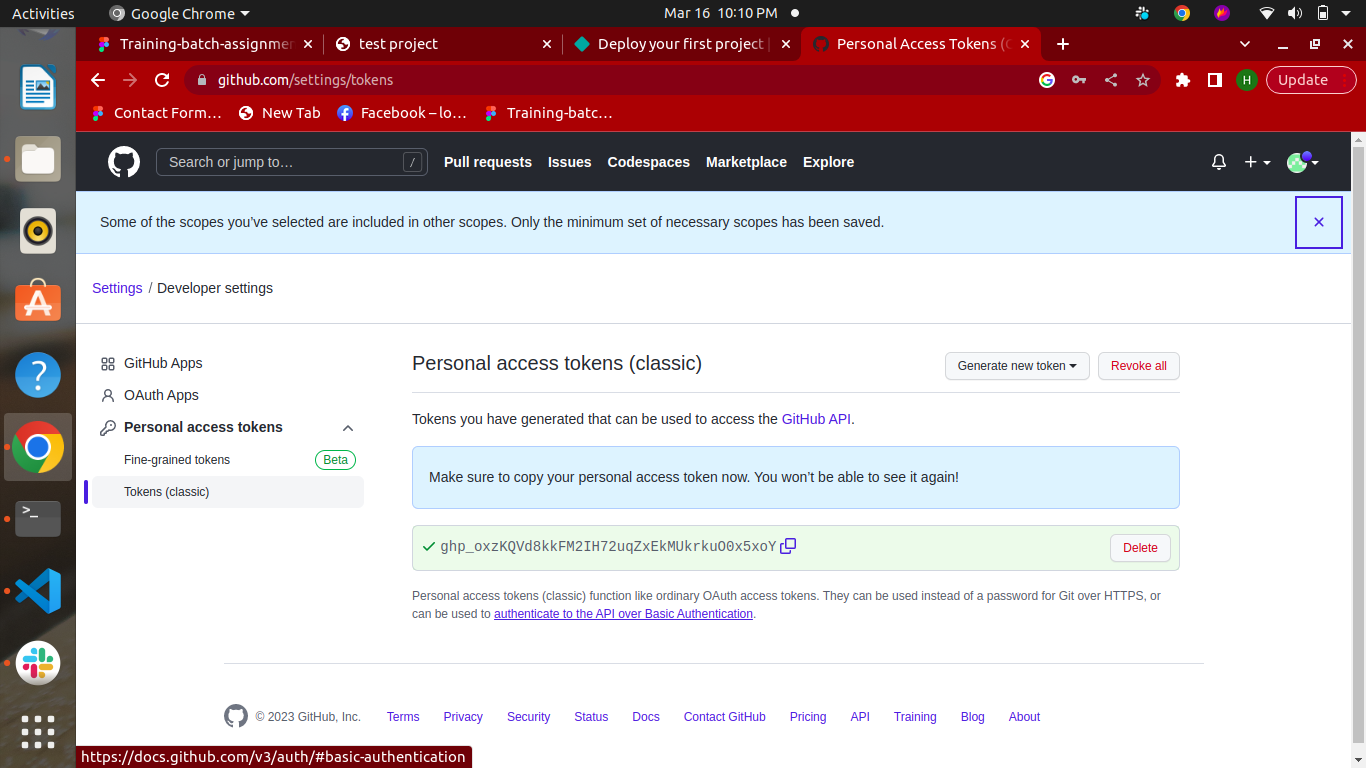 Activities
Google Chrome
Mar 16 10:10 PM
Training-batch-assignmen
test project
Deploy your first project |
Personal Access Tokens (C
github.com/settings/tokens
H
Update
Contact Form…
New Tab
Facebook – lo…
Training-batc…
Search or jump to…
/
Pull requests
Issues
Codespaces
Marketplace
Explore
Some of the scopes you’ve selected are included in other scopes. Only the minimum set of necessary scopes has been saved.
Settings / Developer settings
GitHub Apps
OAuth Apps
Personal access tokens
Fine-grained tokens
Beta
Tokens (classic)
Personal access tokens (classic)
Generate new token
Revoke all
Tokens you have generated that can be used to access the GitHub API.
Make sure to copy your personal access token now. You won’t be able to see it again!
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
Delete
Personal access tokens (classic) function like ordinary OAuth access tokens. They can be used instead of a password for Git over HTTPS, or
can be used to authenticate to the API over Basic Authentication.
© 2023 GitHub, Inc.
Terms
Privacy
Security
Status
Docs
Contact GitHub
Pricing
API
Training
Blog
About
https://docs.github.com/v3/auth/#basic-authentication